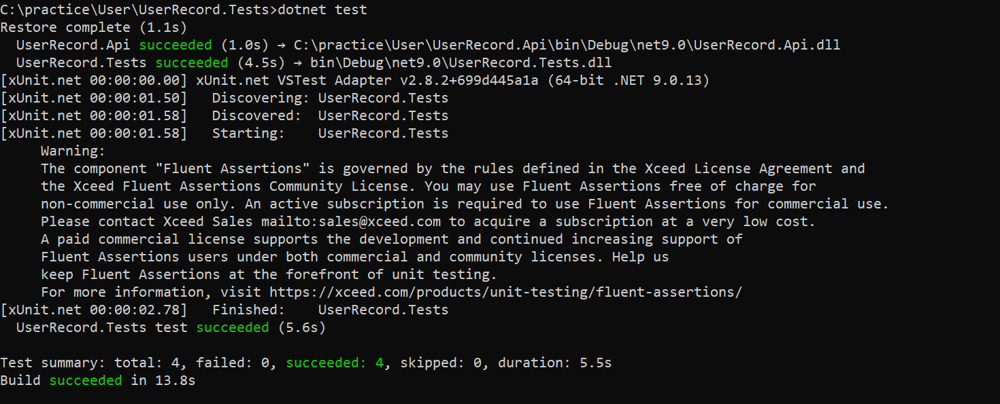 C:\practice\User\UserRecord.Tests>dotnet test
Restore complete (1.1s)
  UserRecord.Api succeeded (1.0s) → C:\practice\User\UserRecord.Api\bin\Debug\net9.0\UserRecord.Api.dll
  UserRecord.Tests succeeded (4.5s) → bin\Debug\net9.0\UserRecord.Tests.dll
[xUnit.net 00:00:00.00] xUnit.net VSTest Adapter v2.8.2+699d445a1a (64-bit .NET 9.0.13)
[xUnit.net 00:00:01.50]   Discovering: UserRecord.Tests
[xUnit.net 00:00:01.58]   Discovered:  UserRecord.Tests
[xUnit.net 00:00:01.58]   Starting:    UserRecord.Tests
     Warning:
     The component "Fluent Assertions" is governed by the rules defined in the Xceed License Agreement and
     the Xceed Fluent Assertions Community License. You may use Fluent Assertions free of charge for
     non-commercial use only. An active subscription is required to use Fluent Assertions for commercial use.
     Please contact Xceed Sales mailto:sales@xceed.com to acquire a subscription at a very low cost.
     A paid commercial license supports the development and continued increasing support of
     Fluent Assertions users under both commercial and community licenses. Help us
     keep Fluent Assertions at the forefront of unit testing.
     For more information, visit https://xceed.com/products/unit-testing/fluent-assertions/
[xUnit.net 00:00:02.78]   Finished:    UserRecord.Tests
  UserRecord.Tests test succeeded (5.6s)

Test summary: total: 4, failed: 0, succeeded: 4, skipped: 0, duration: 5.5s
Build succeeded in 13.8s